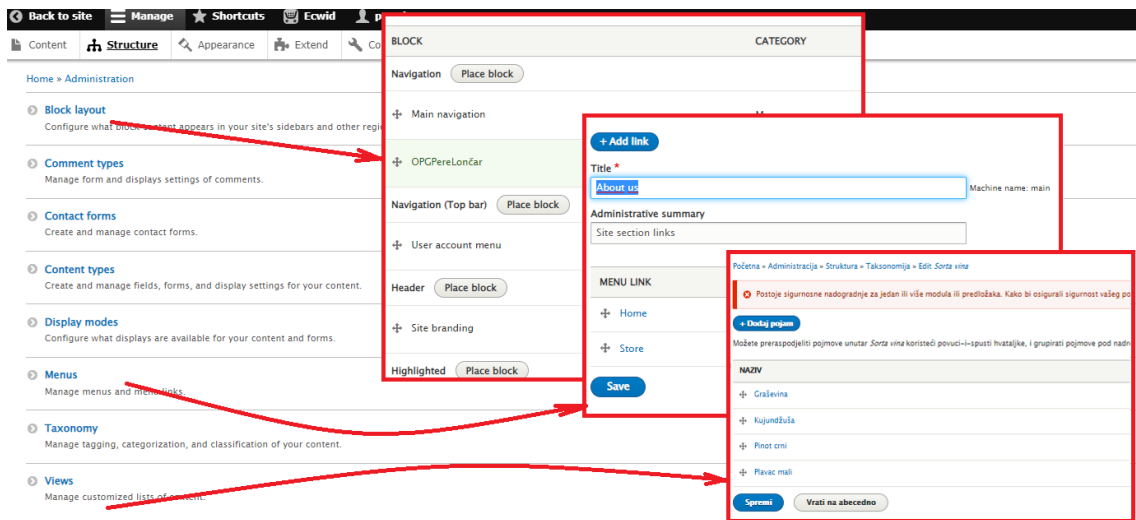 Back to site Manage Shortcuts Ecwid
Content Structure Appearance Extend
Home » Administration
Block layout
Configure what block content appears in your site's sidebars and other
Comment types
Manage form and displays settings of comments.
Contact forms
Create and manage contact forms.
Content types
Create and manage fields, forms, and display settings for your content.
Display modes
Configure what displays are available for your content and forms.
Menus
Manage menus and menu links.
Taxonomy
Manage tagging, categorization, and classification of your content.
Views
Manage customized lists of content.
BLOCK CATEGORY
Navigation Place block
Main navigation
OPGPereLončar
Navigation (Top bar) Place block
User account menu
Header Place block
Site branding
Highlighted Place block
+ Add link
Title *
About us Machine name: main
Administrative summary
Site section links
MENU LINK
Home
Store
Save
Početna » Administracija » Struktura » Taksonomija » Edit Sorta vina
Postoje sigurnosne nadogradnje za jedan ili više modula ili predložaka. Kako bi osigurali sigurnost vašeg
+ Dodaj pojam
Možete preraspodjeliti pojmove unutar Sorta vina koristeći povuci-i-spusti hvataljke, i grupirati pojmove pod
NAZIV
Graševina
Kujundžuša
Pinot crni
Plavac mali
Spremi Vrati na abecedno